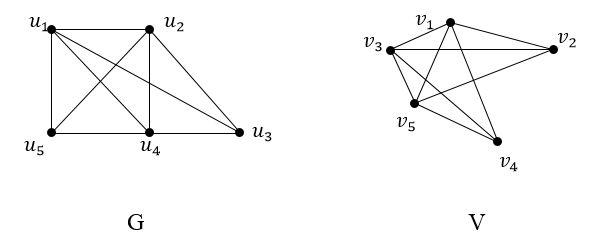 u₁ u₂ v₁
v₃ v₂
v₅
u₅ u₄ u₃
v₄
G V